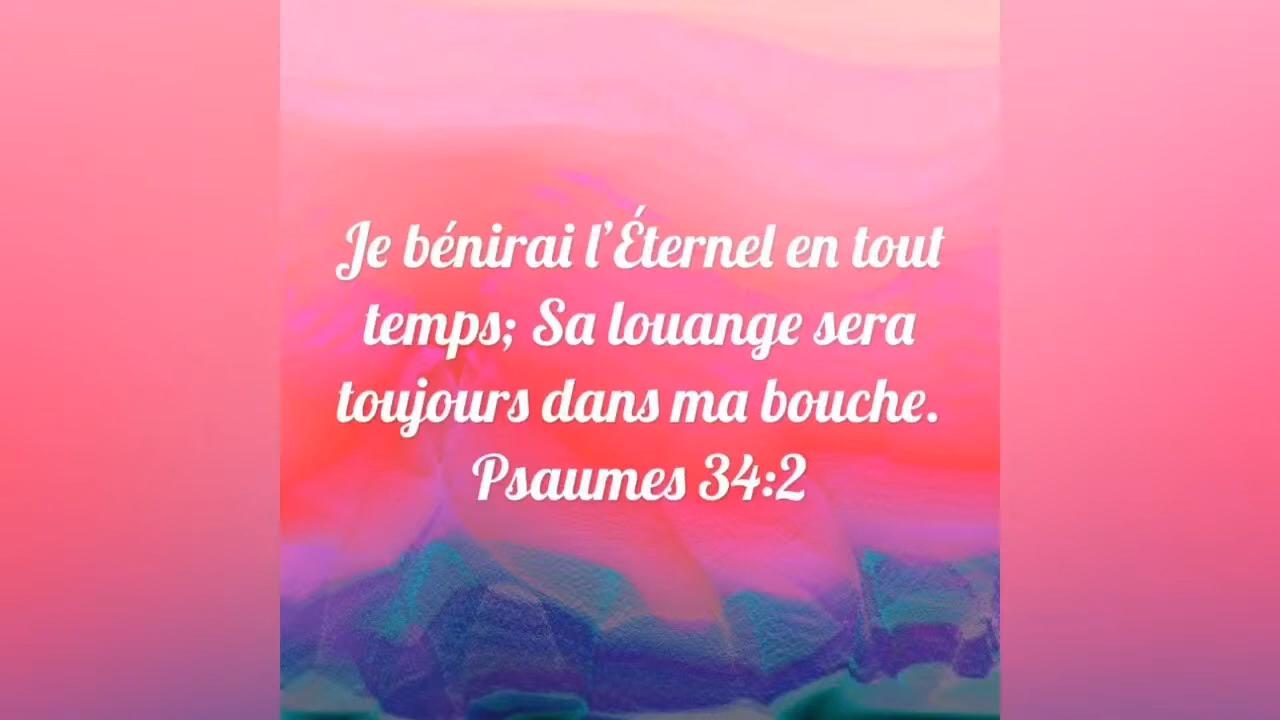 Je bénirai l’Éternel en tout
temps; Sa louange sera
toujours dans ma bouche.
Psaumes 34:2